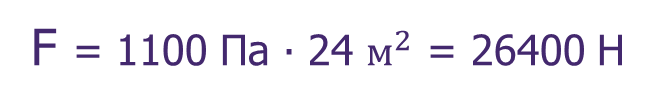 F = 1100 Па · 24 м² = 26400 Н